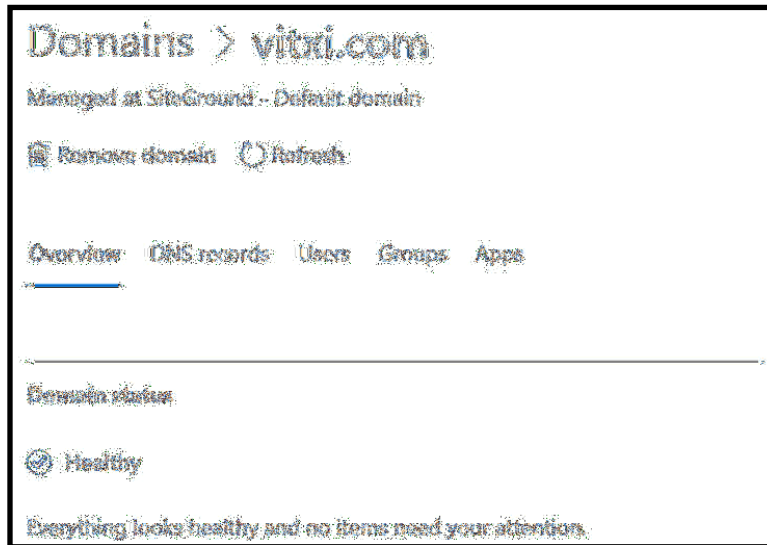 Domains > vitxi.com
Managed at SiteGround - Default domain
Remove domain Refresh
Overview DNS records Users Groups Apps
Domain status
Healthy
Everything looks healthy and no items need your attention.